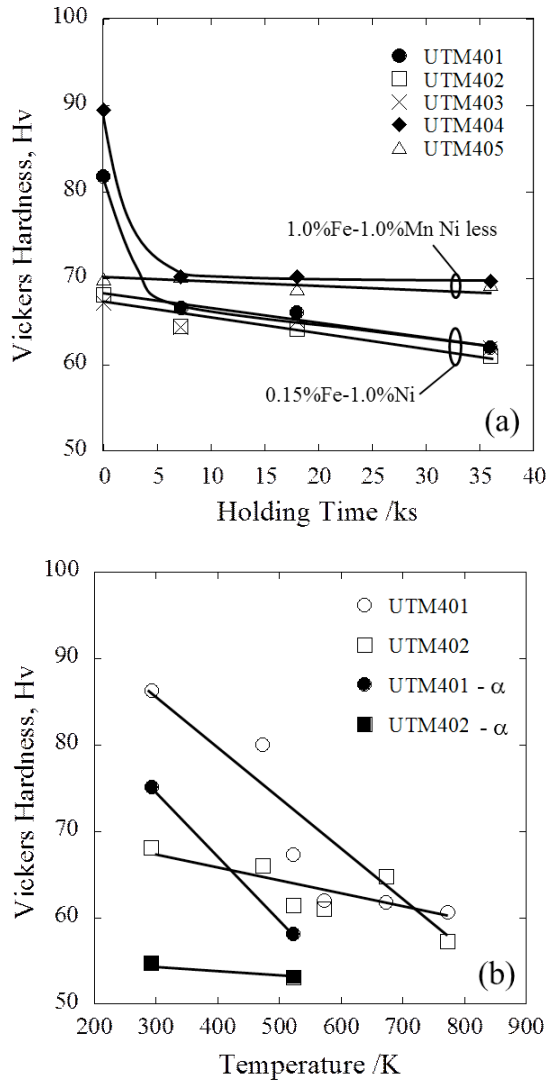 100
90
80
70
60
50
Vickers Hardness, Hv
UTM401
UTM402
UTM403
UTM404
UTM405
1.0%Fe-1.0%Mn Ni less
0.15%Fe-1.0%Ni
(a)
0 5 10 15 20 25 30 35 40
Holding Time /ks
100
90
80
70
60
50
Vickers Hardness, Hv
UTM401
UTM402
UTM401 - α
UTM402 - α
(b)
200 300 400 500 600 700 800 900
Temperature /K